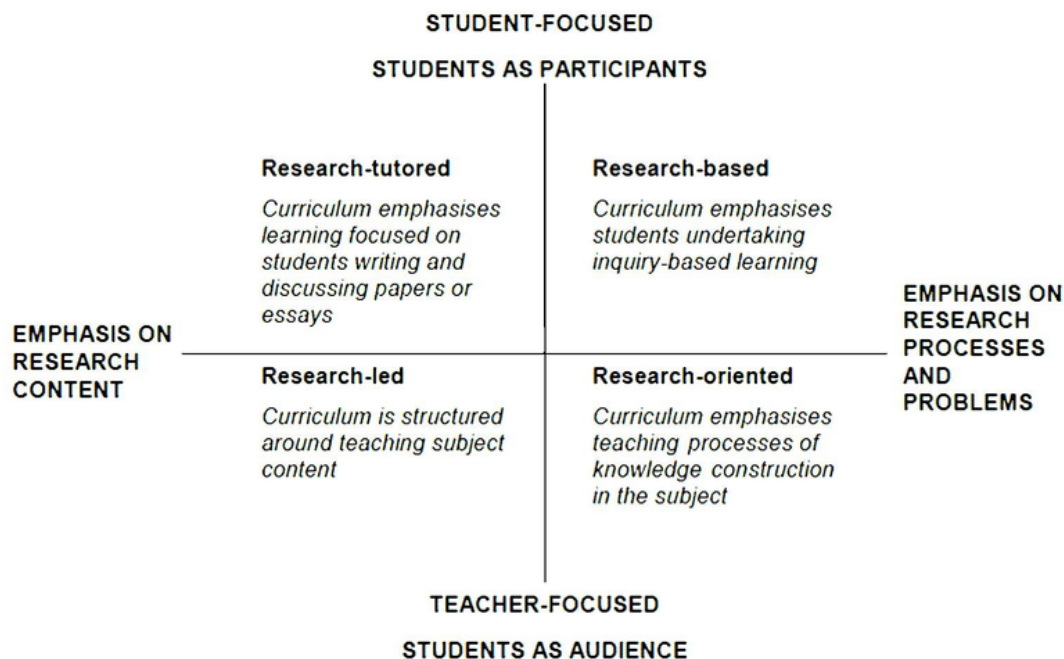 STUDENT-FOCUSED
STUDENTS AS PARTICIPANTS
Research-tutored
Curriculum emphasises
learning focused on
students writing and
discussing papers or
essays
Research-based
Curriculum emphasises
students undertaking
inquiry-based learning
EMPHASIS ON
RESEARCH
CONTENT
EMPHASIS ON
RESEARCH
PROCESSES
AND
PROBLEMS
Research-led
Curriculum is structured
around teaching subject
content
Research-oriented
Curriculum emphasises
teaching processes of
knowledge construction
in the subject
TEACHER-FOCUSED
STUDENTS AS AUDIENCE